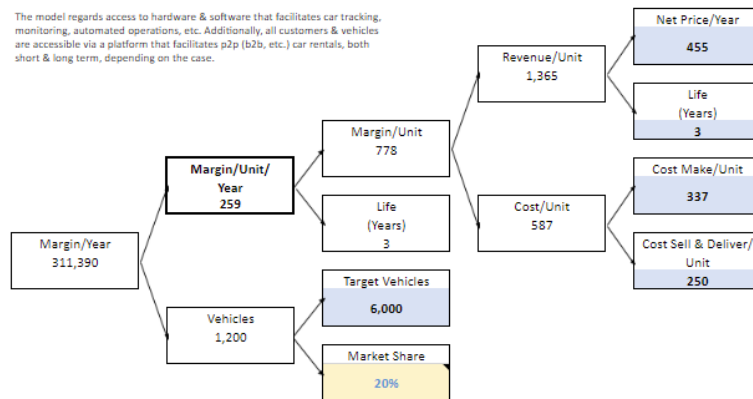 The model regards access to hardware & software that facilitates car tracking,
monitoring, automated operations, etc. Additionally, all customers & vehicles
are accessible via a platform that facilitates p2p (b2b, etc.) car rentals, both
short & long term, depending on the case.
Net Price/Year
455
Revenue/Unit
1,365
Life
(Years)
3
Margin/Unit
778
Margin/Unit/
Year
259
Cost Make/Unit
337
Life
(Years)
3
Cost/Unit
587
Margin/Year
311,390
Cost Sell & Deliver/
Unit
250
Target Vehicles
6,000
Vehicles
1,200
Market Share
20%